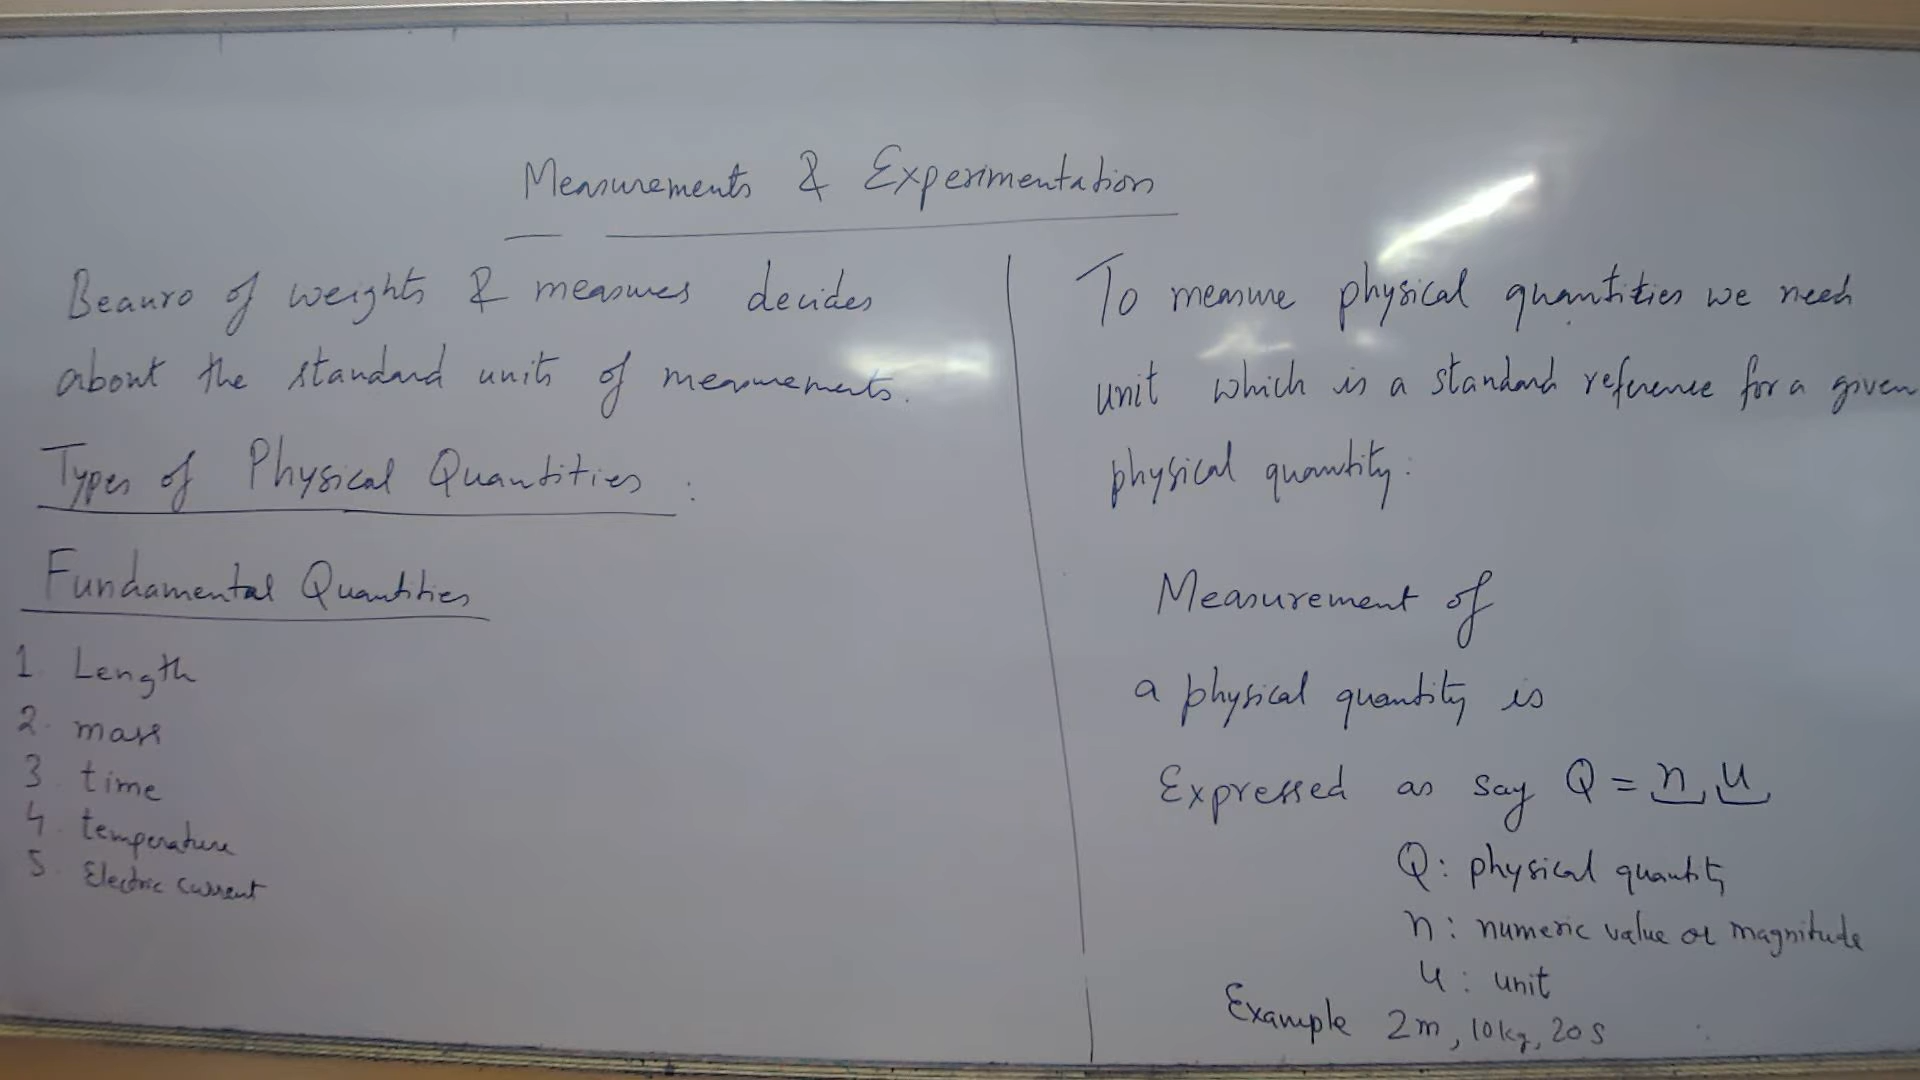 Measurements & Experimentation
Beauro of weights & measures decides
about the standard units of measurements.
Types of Physical Quantities :
Fundamental Quantities
1. Length
2. mass
3 time
4. temperature
5. Electric current
To measure physical quantities we need
unit which is a standard reference for a given
physical quantity.
Measurement of
a physical quantity is
Expressed as say Q = n u
Q: physical quantity
n: numeric value or magnitude
u: unit
Example 2m, 10kg, 20s